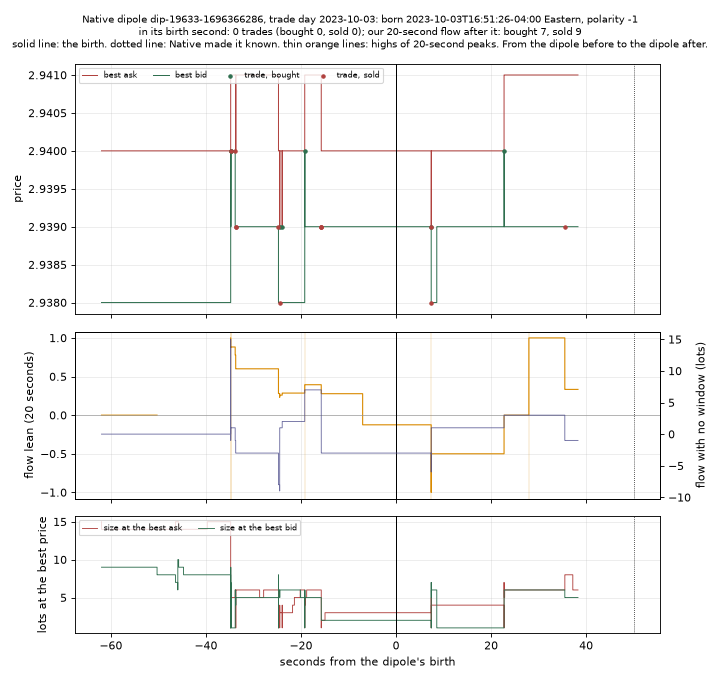 Native dipole dip-19633-1696366286, trade day 2023-10-03: born 2023-10-03T16:51:26-04:00 Eastern, polarity -1
in its birth second: 0 trades (bought 0, sold 0); our 20-second flow after it: bought 7, sold 9
solid line: the birth. dotted line: Native made it known. thin orange lines: highs of 20-second peaks. From the dipole before to the dipole after.
best ask
best bid
trade, bought
trade, sold
2.9410
2.9405
2.9400
2.9395
2.9390
2.9385
2.9380
price
1.0
0.5
0.0
−0.5
−1.0
flow lean (20 seconds)
15
10
5
0
−5
−10
flow with no window (lots)
size at the best ask
size at the best bid
15
10
5
lots at the best price
−60
−40
−20
0
20
40
seconds from the dipole's birth